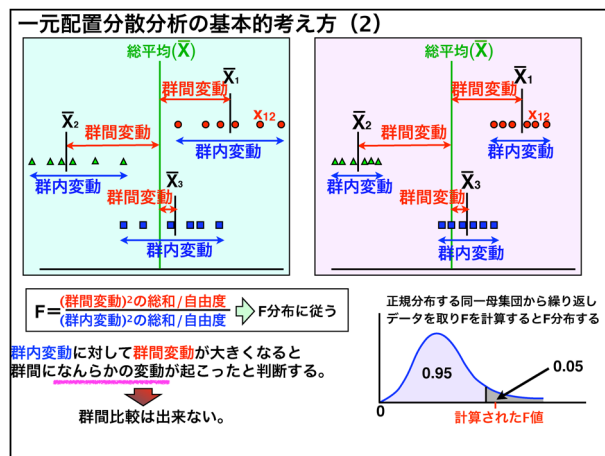 一元配置分散分析の基本的考え方（2）
総平均(X̅)
X̅1
群間変動
x12
X̅2
群間変動
群内変動
群内変動
X̅3
群間変動
群内変動
総平均(X̅)
X̅1
群間変動
x12
X̅2
群間変動
群内変動
群内変動
X̅3
群間変動
群内変動
F＝(群間変動)²の総和/自由度
(群内変動)²の総和/自由度
F分布に従う
群内変動に対して群間変動が大きくなると
群間になんらかの変動が起こったと判断する。
群間比較は出来ない。
正規分布する同一母集団から繰り返し
データを取りFを計算するとF分布する
0.95
0.05
0
計算されたF値